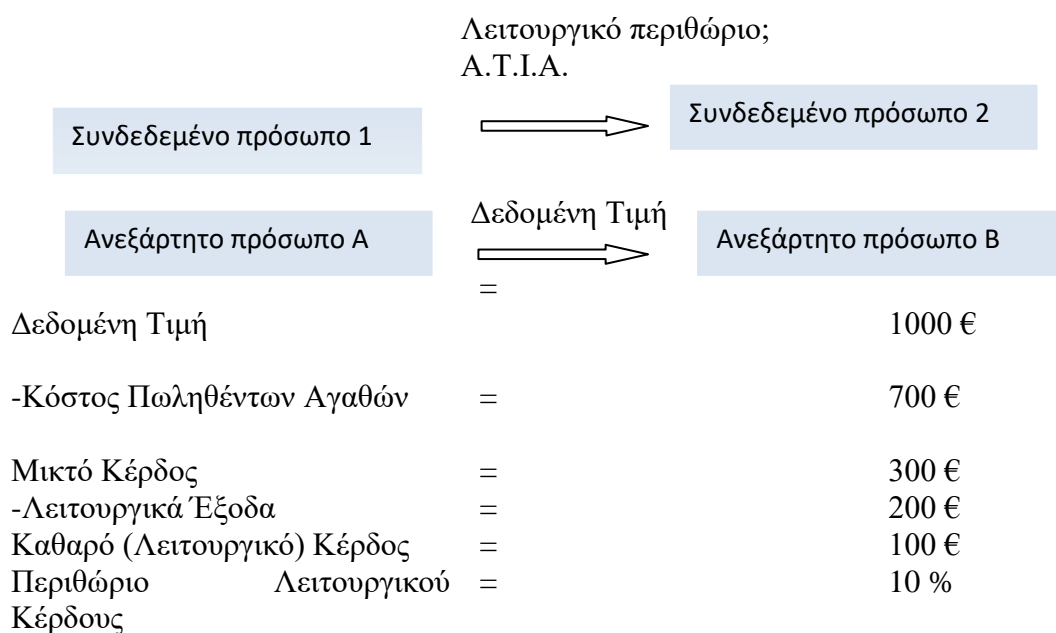 Λειτουργικό περιθώριο;
Α.Τ.Ι.Α.
Συνδεδεμένο πρόσωπο 1
Συνδεδεμένο πρόσωπο 2
Δεδομένη Τιμή
Ανεξάρτητο πρόσωπο Α
Ανεξάρτητο πρόσωπο Β
=
Δεδομένη Τιμή 1000 €
-Κόστος Πωληθέντων Αγαθών = 700 €
Μικτό Κέρδος = 300 €
-Λειτουργικά Έξοδα = 200 €
Καθαρό (Λειτουργικό) Κέρδος = 100 €
Περιθώριο Λειτουργικού = 10 %
Κέρδους